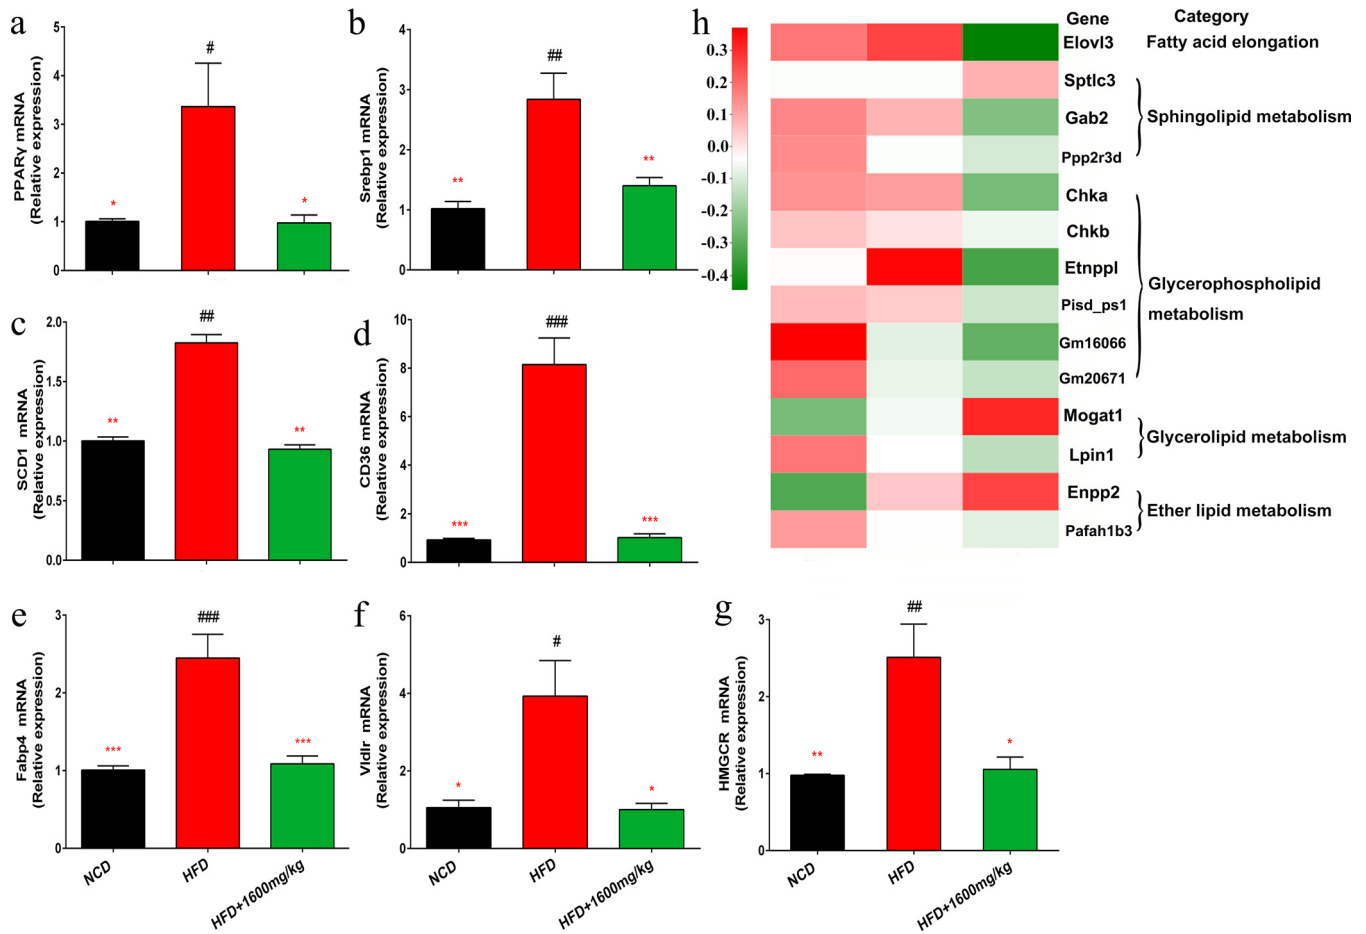 a
PPARγ mRNA
(Relative expression)
5
4
3
2
1
0
*
#
*
b
Srebp1 mRNA
(Relative expression)
4
3
2
1
0
**
##
**
c
SCD1 mRNA
(Relative expression)
2.0
1.5
1.0
0.5
0.0
**
##
**
d
CD36 mRNA
(Relative expression)
10
8
6
4
2
0
***
###
***
e
Fabp4 mRNA
(Relative expression)
3
2
1
0
***
###
***
NCD
HFD
HFD+1600mg/kg
f
Vldlr mRNA
(Relative expression)
6
4
2
0
*
#
*
NCD
HFD
HFD+1600mg/kg
g
HMGCR mRNA
(Relative expression)
3
2
1
0
**
##
*
NCD
HFD
HFD+1600mg/kg
h
0.3
0.2
0.1
0.0
-0.1
-0.2
-0.3
-0.4
Gene Category
Elovl3 Fatty acid elongation
Sptlc3
Gab2 Sphingolipid metabolism
Ppp2r3d
Chka
Chkb
Etnppl
Glycerophospholipid
Pisd_ps1
metabolism
Gm16066
Gm20671
Mogat1
Glycerolipid metabolism
Lpin1
Enpp2
Ether lipid metabolism
Pafah1b3